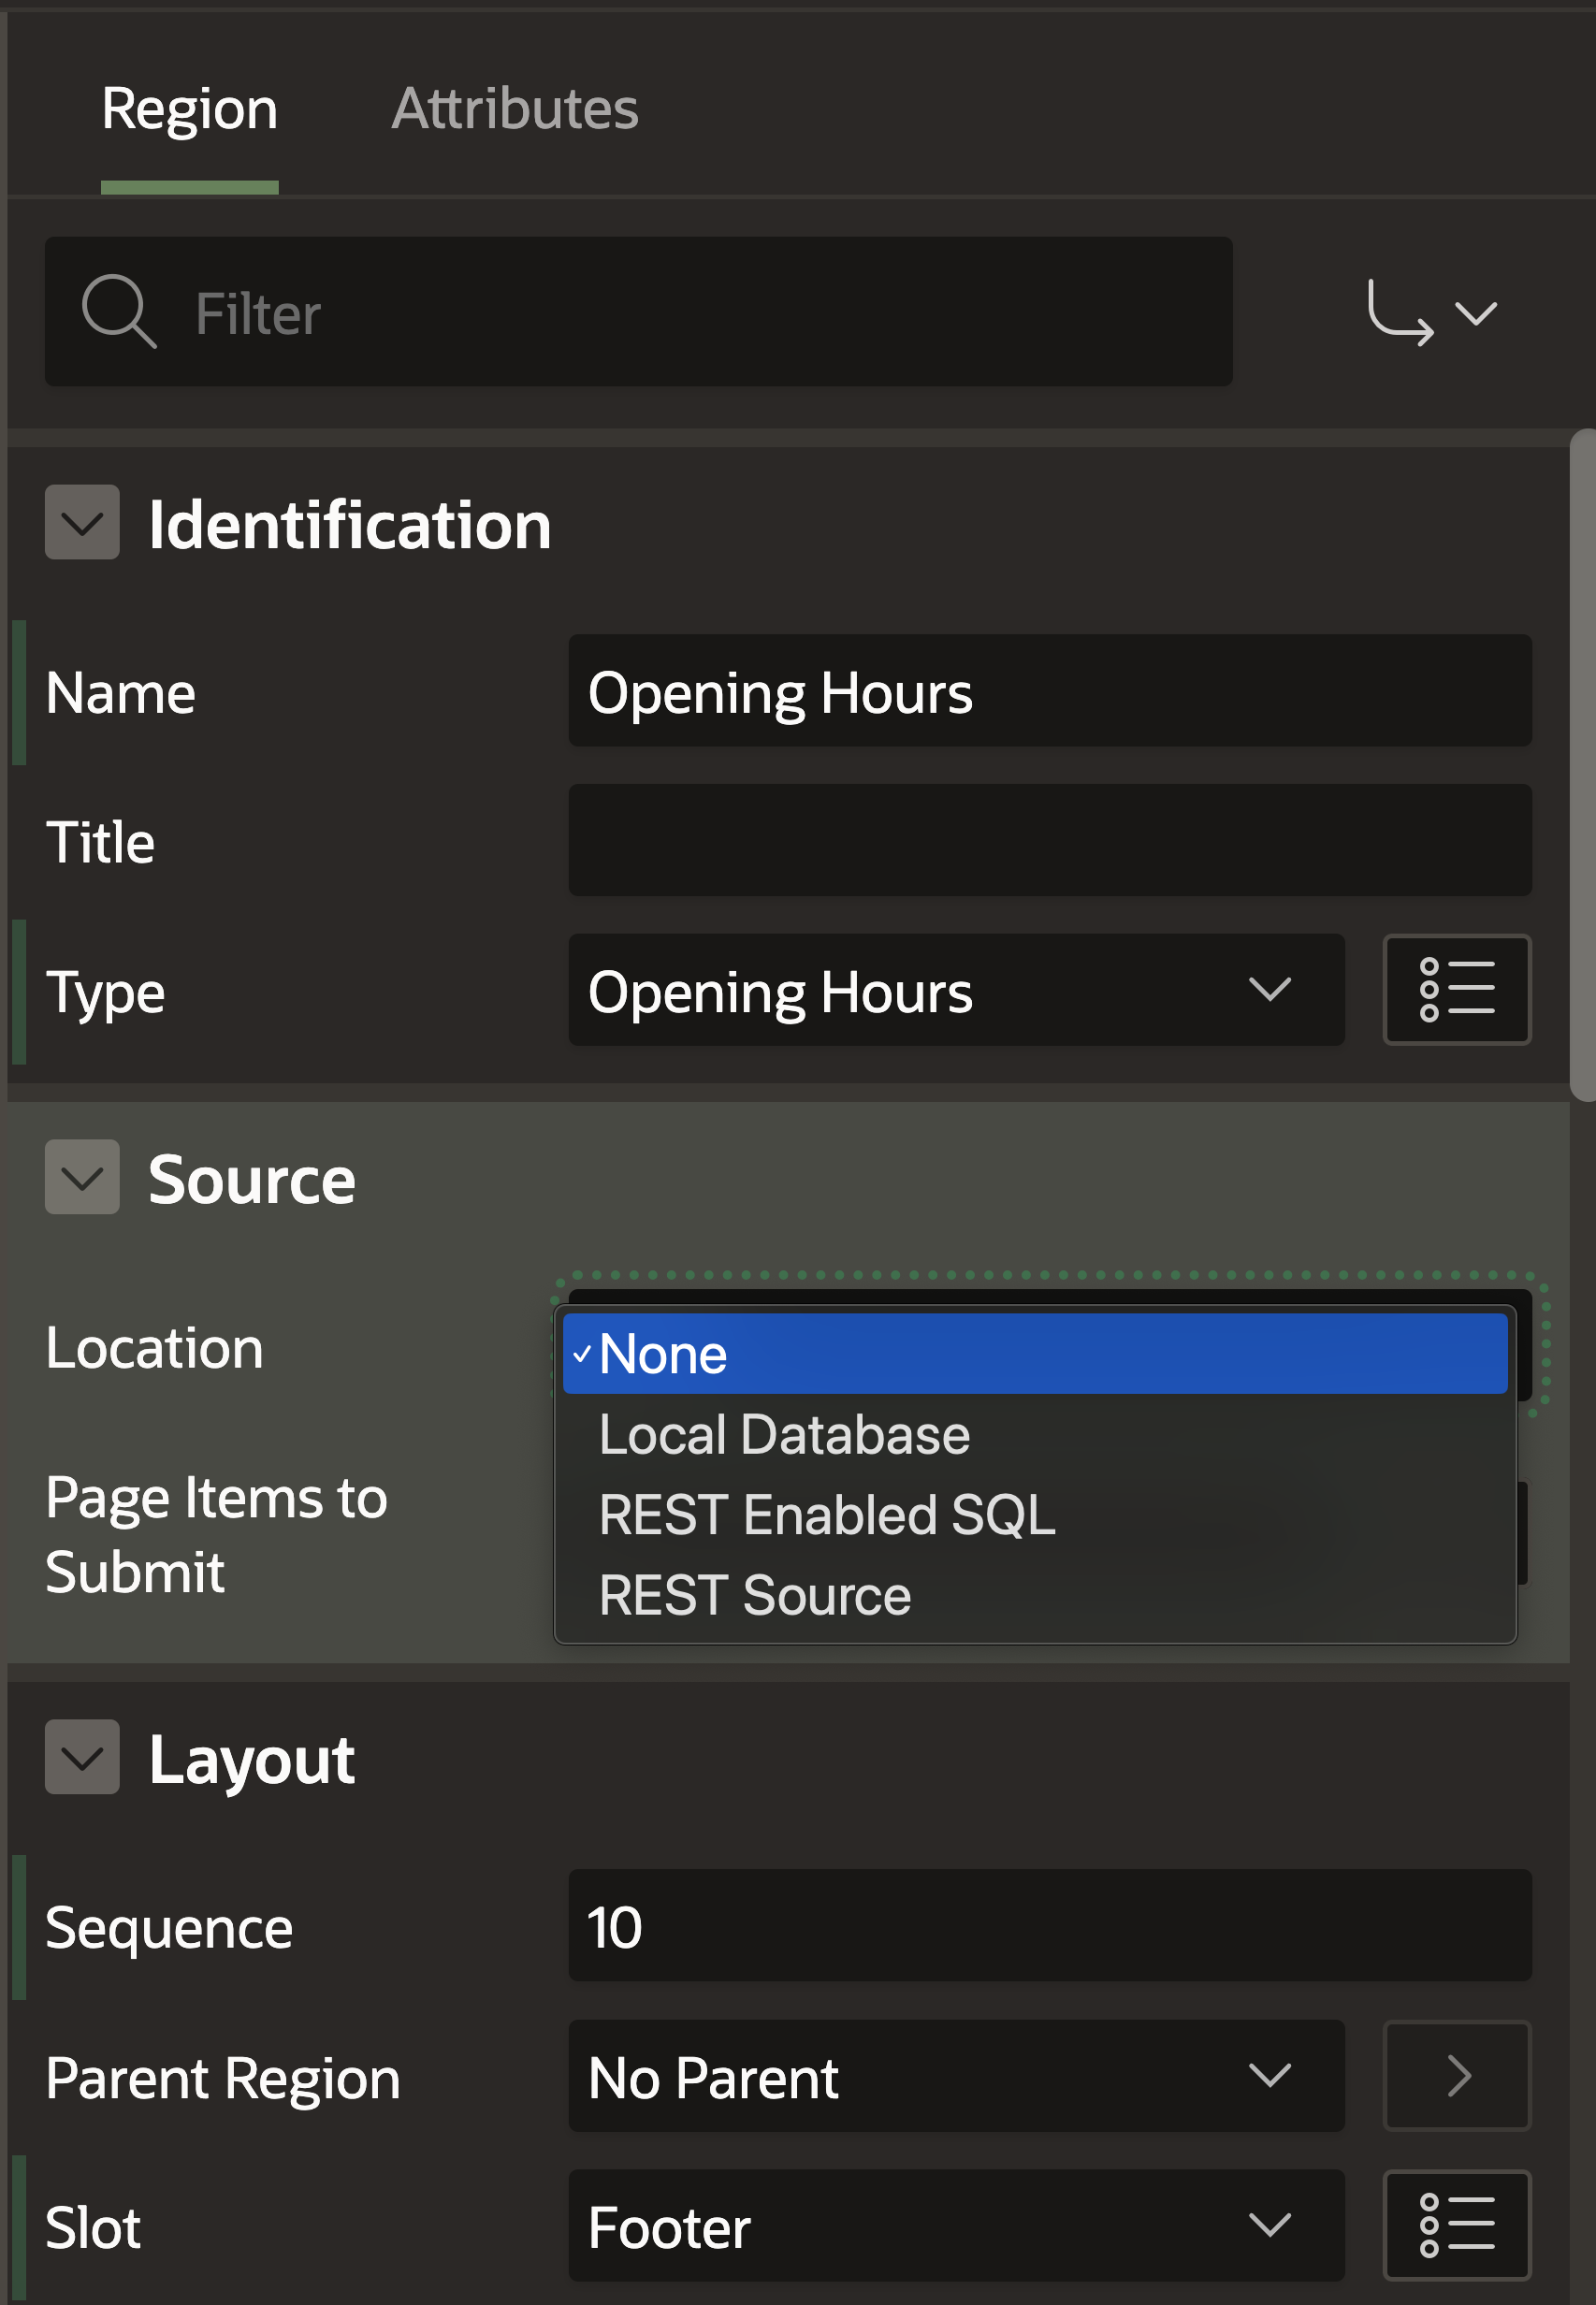 Region Attributes
Filter
Identification
Name Opening Hours
Title
Type Opening Hours
Source
Location
None
Local Database
Page Items to
Submit
REST Enabled SQL
REST Source
Layout
Sequence 10
Parent Region No Parent
Slot Footer